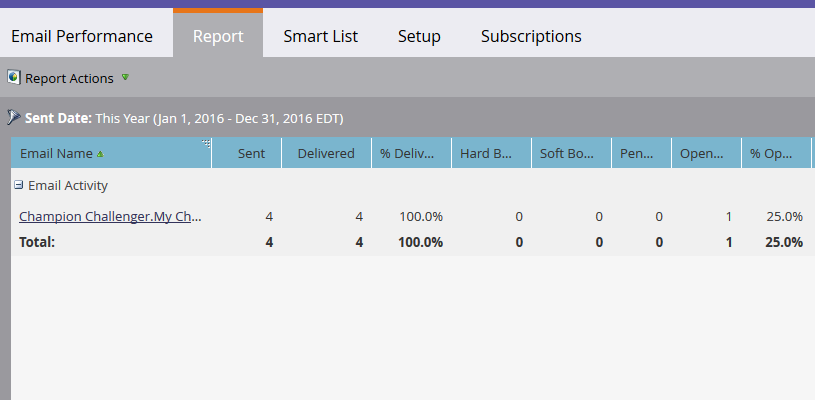 Email Performance Report Smart List Setup Subscriptions
Report Actions
Sent Date: This Year (Jan 1, 2016 - Dec 31, 2016 EDT)
Email Name Sent Delivered % Deliv... Hard B... Soft Bo... Pen... Open... % Op...
Email Activity
Champion Challenger.My Ch... 4 4 100.0% 0 0 0 1 25.0%
Total: 4 4 100.0% 0 0 0 1 25.0%